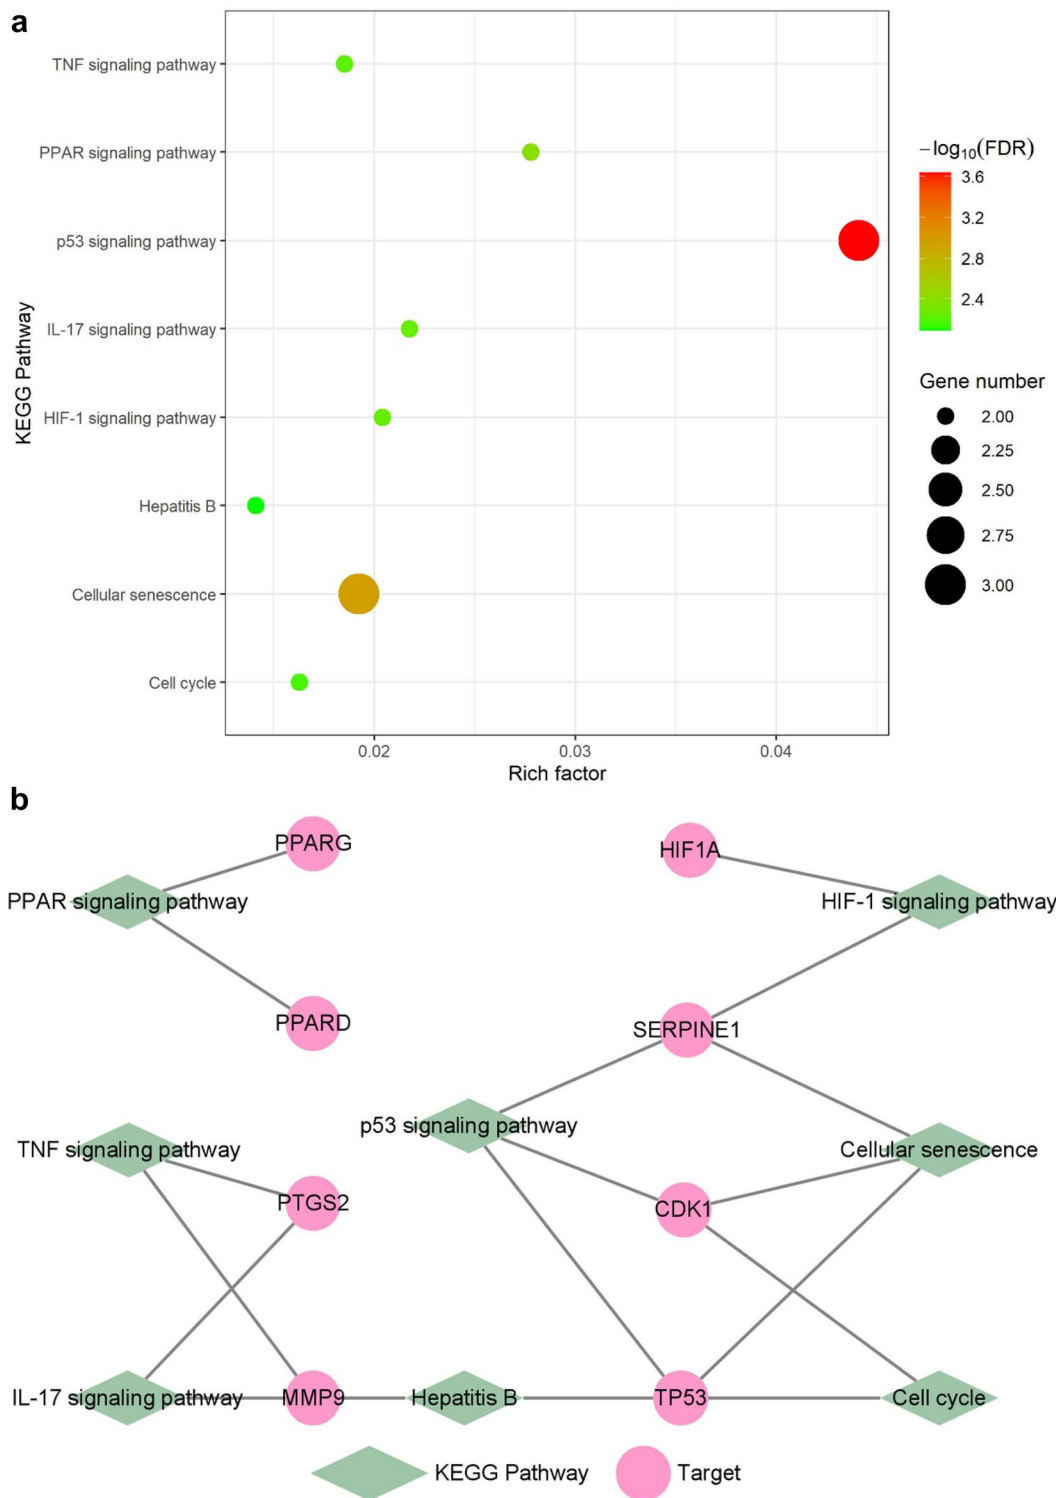 a
TNF signaling pathway
PPAR signaling pathway
p53 signaling pathway
IL-17 signaling pathway
HIF-1 signaling pathway
Hepatitis B
Cellular senescence
Cell cycle
KEGG Pathway
0.02 0.03 0.04
Rich factor
−log10(FDR)
3.6
3.2
2.8
2.4
Gene number
2.00
2.25
2.50
2.75
3.00
b
PPARG
HIF1A
PPAR signaling pathway
HIF-1 signaling pathway
PPARD
SERPINE1
p53 signaling pathway
TNF signaling pathway
Cellular senescence
PTGS2
CDK1
IL-17 signaling pathway
MMP9
Hepatitis B
TP53
Cell cycle
KEGG Pathway
Target